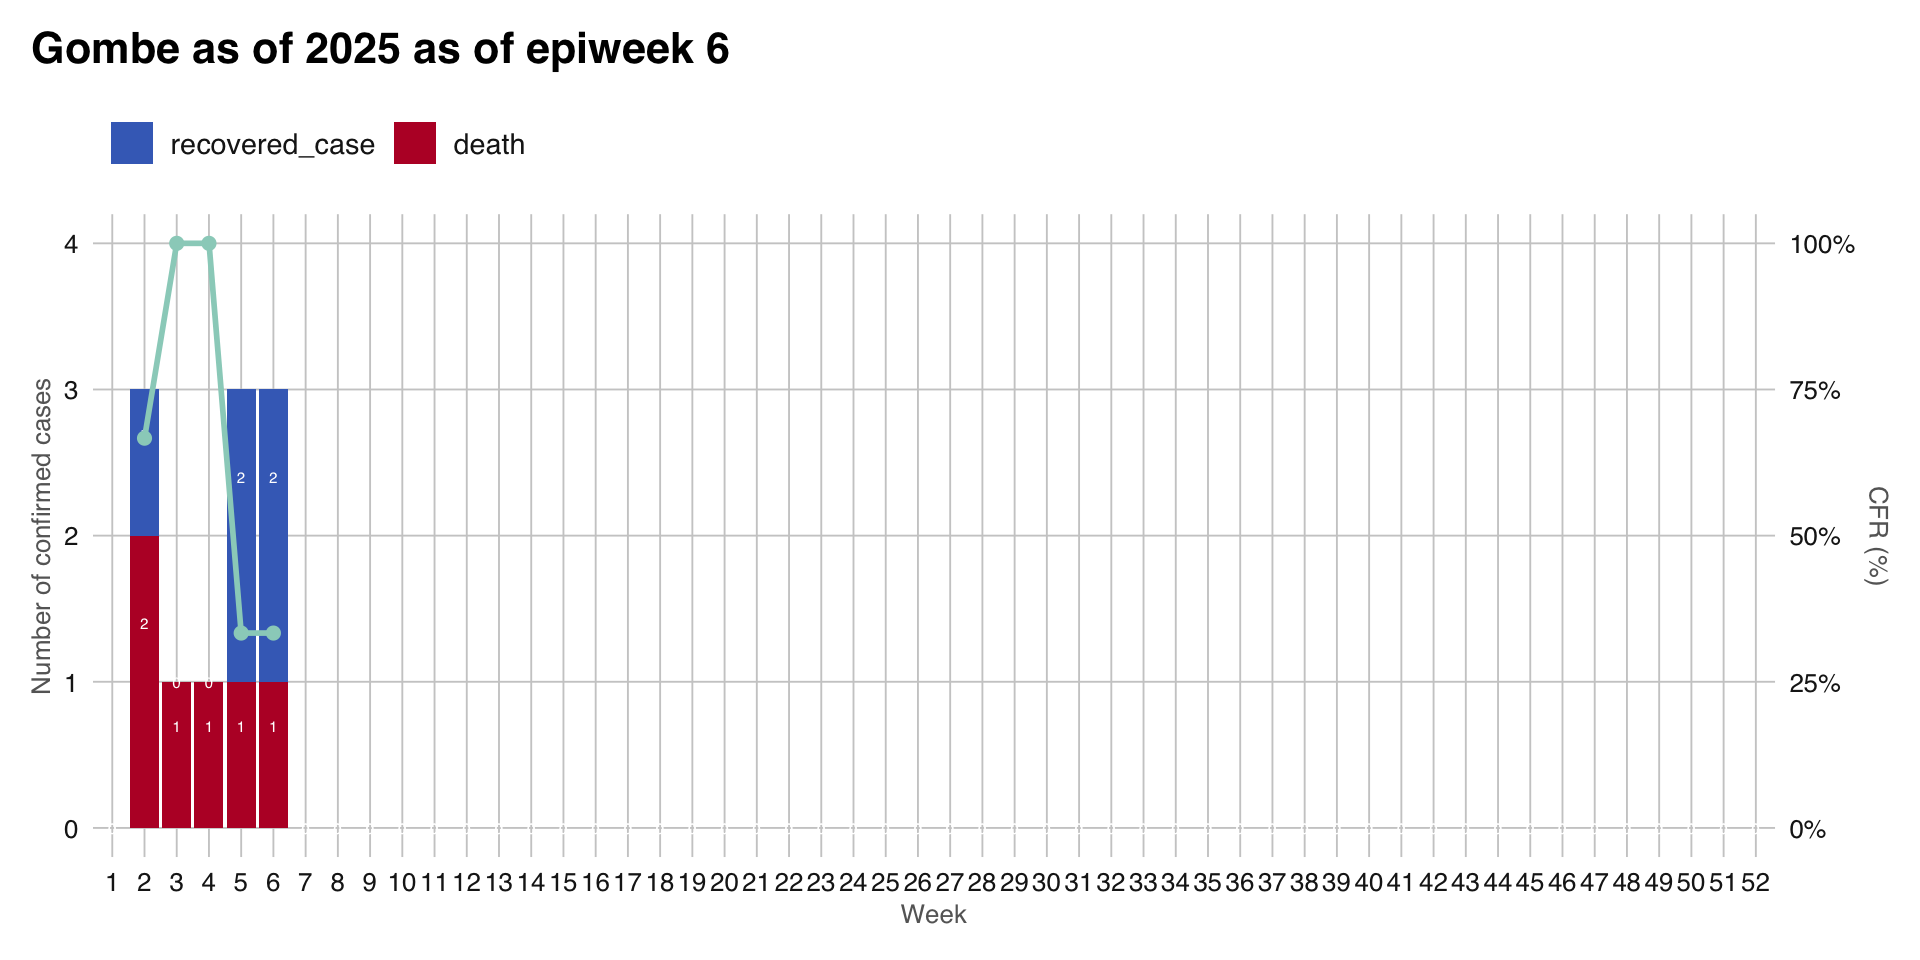 Gombe as of 2025 as of epiweek 6
recovered_case death
Number of confirmed cases
4
3
2
1
0
2 2
2
0 0
1 1 1 1
100%
75%
50%
25%
0%
CFR (%)
1 2 3 4 5 6 7 8 9 10 11 12 13 14 15 16 17 18 19 20 21 22 23 24 25 26 27 28 29 30 31 32 33 34 35 36 37 38 39 40 41 42 43 44 45 46 47 48 49 50 51 52
Week